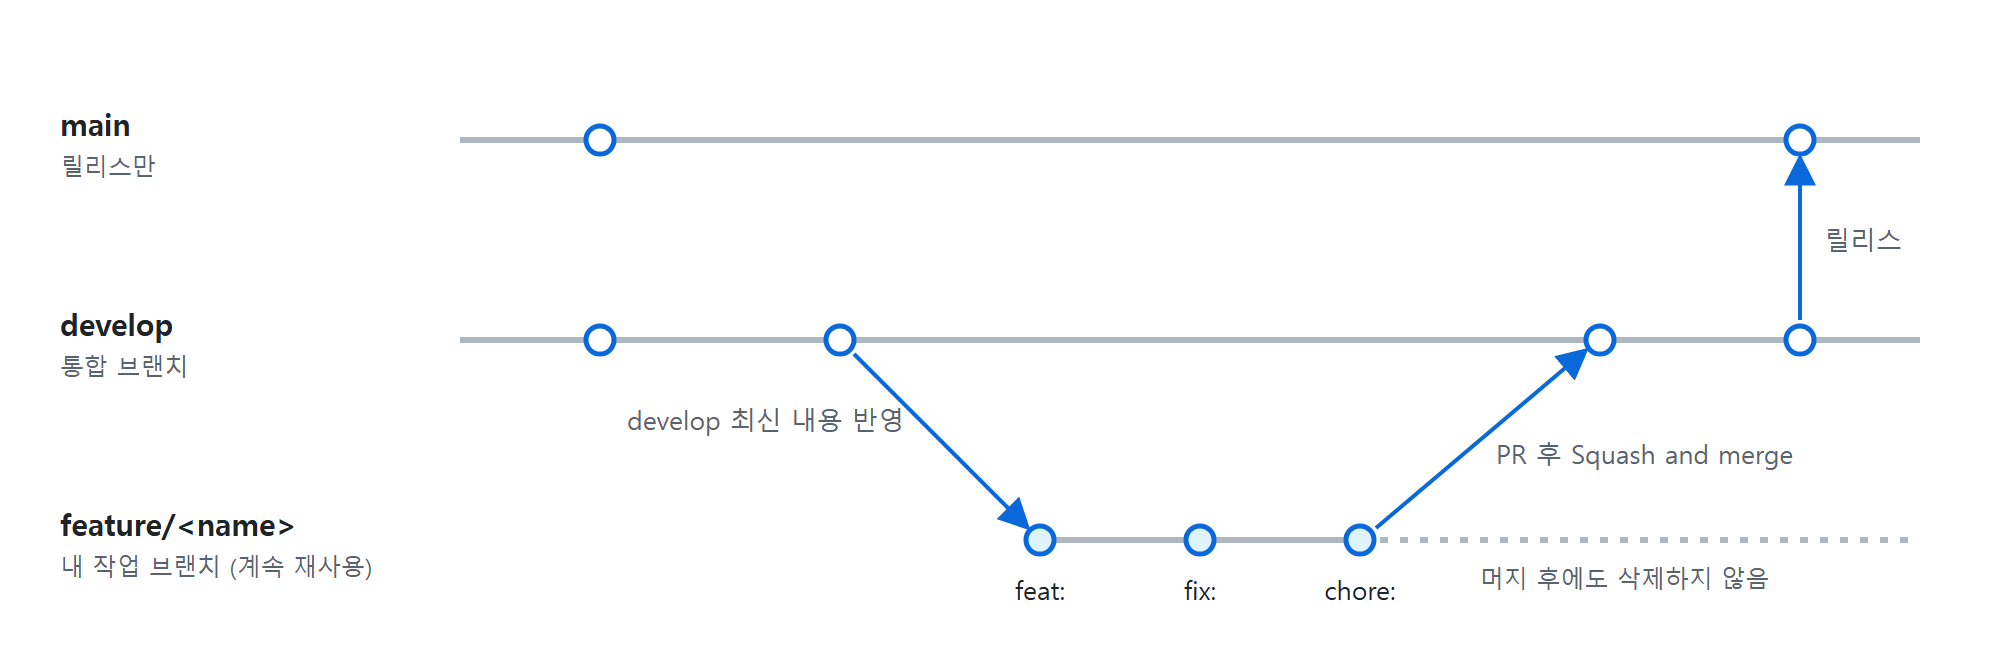 main
릴리스만
릴리스
develop
통합 브랜치
develop 최신 내용 반영
PR 후 Squash and merge
feature/<name>
내 작업 브랜치 (계속 재사용)
feat:
fix:
chore:
머지 후에도 삭제하지 않음